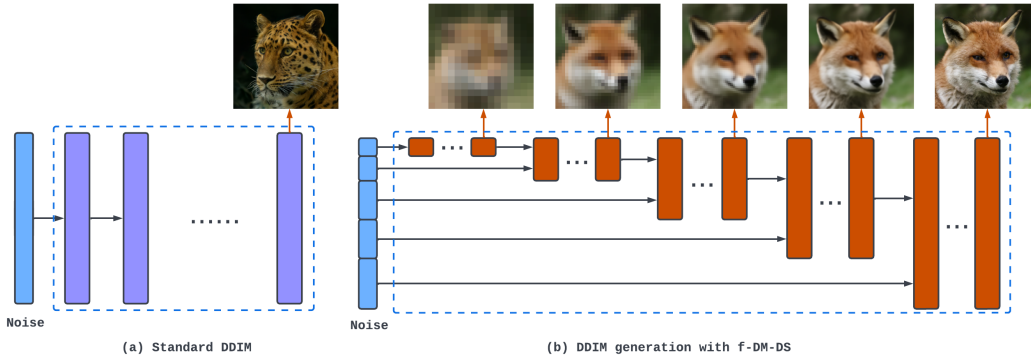 Noise
Noise
(a) Standard DDIM
(b) DDIM generation with f-DM-DS